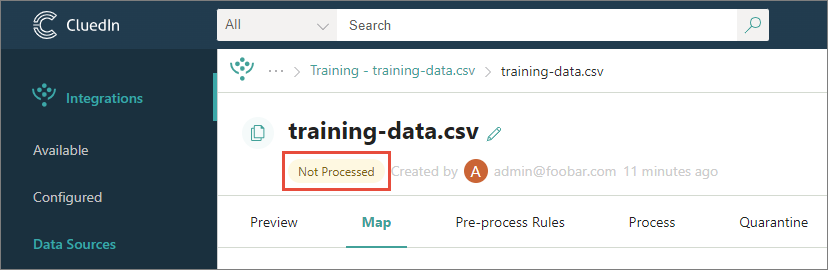 CluedIn
All
Search
Integrations
Available
Configured
Data Sources
··· > Training - training-data.csv > training-data.csv
training-data.csv
Not Processed Created by A admin@foobar.com 11 minutes ago
Preview Map Pre-process Rules Process Quarantine